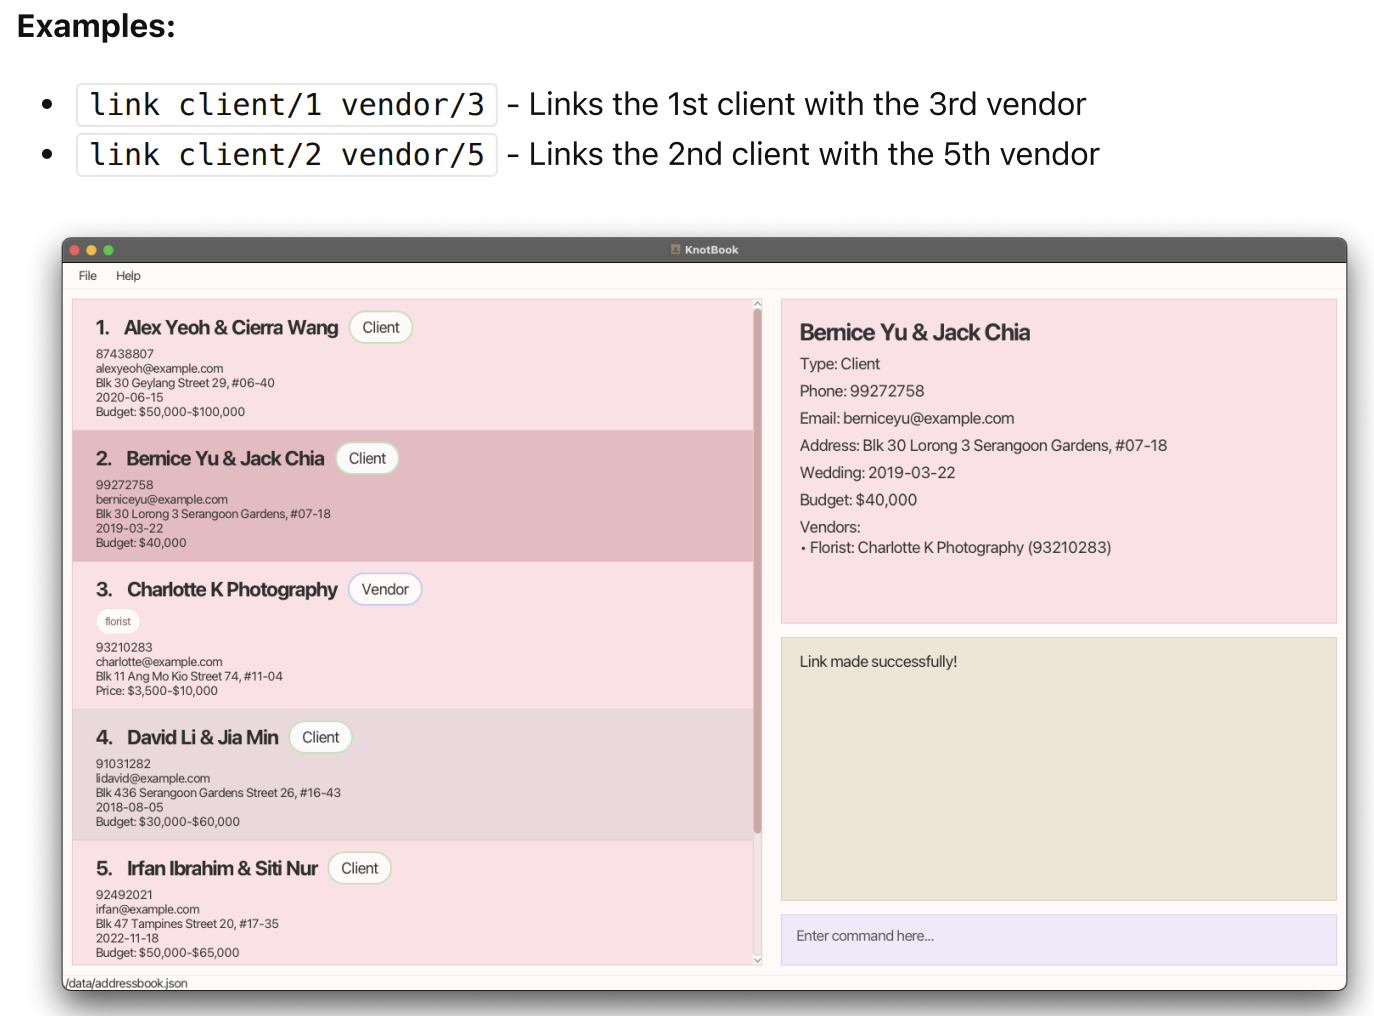 Examples:
• link client/1 vendor/3 - Links the 1st client with the 3rd vendor
• link client/2 vendor/5 - Links the 2nd client with the 5th vendor
KnotBook
File Help
1. Alex Yeoh & Cierra Wang Client
87438807
alexyeoh@example.com
Blk 30 Geylang Street 29, #06-40
2020-06-15
Budget: $50,000-$100,000
2. Bernice Yu & Jack Chia Client
99272758
berniceyu@example.com
Blk 30 Lorong 3 Serangoon Gardens, #07-18
2019-03-22
Budget: $40,000
3. Charlotte K Photography Vendor
florist
93210283
charlotte@example.com
Blk 11 Ang Mo Kio Street 74, #11-04
Price: $3,500-$10,000
4. David Li & Jia Min Client
91031282
lidavid@example.com
Blk 436 Serangoon Gardens Street 26, #16-43
2018-08-05
Budget: $30,000-$60,000
5. Irfan Ibrahim & Siti Nur Client
92492021
irfan@example.com
Blk 47 Tampines Street 20, #17-35
2022-11-18
Budget: $50,000-$65,000
Bernice Yu & Jack Chia
Type: Client
Phone: 99272758
Email: berniceyu@example.com
Address: Blk 30 Lorong 3 Serangoon Gardens, #07-18
Wedding: 2019-03-22
Budget: $40,000
Vendors:
• Florist: Charlotte K Photography (93210283)
Link made successfully!
Enter command here...
/data/addressbook.json